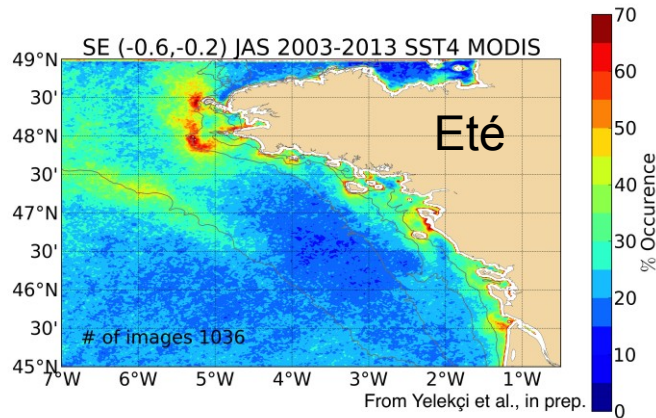 SE (-0.6,-0.2) JAS 2003-2013 SST4 MODIS
49°N
30'
48°N
30'
47°N
30'
46°N
30'
45°N
7°W 6°W 5°W 4°W 3°W 2°W 1°W
Eté
# of images 1036
70
60
50
40
30
20
10
0
% Occurence
From Yelekçi et al., in prep.